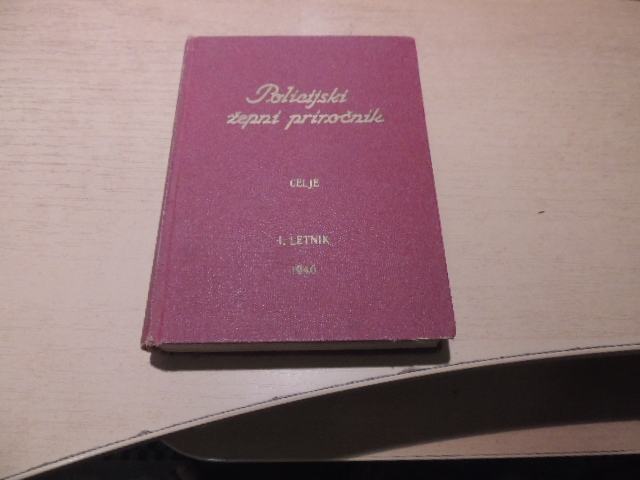 Policijski
žepni priročnik
CELJE
I. LETNIK
1940